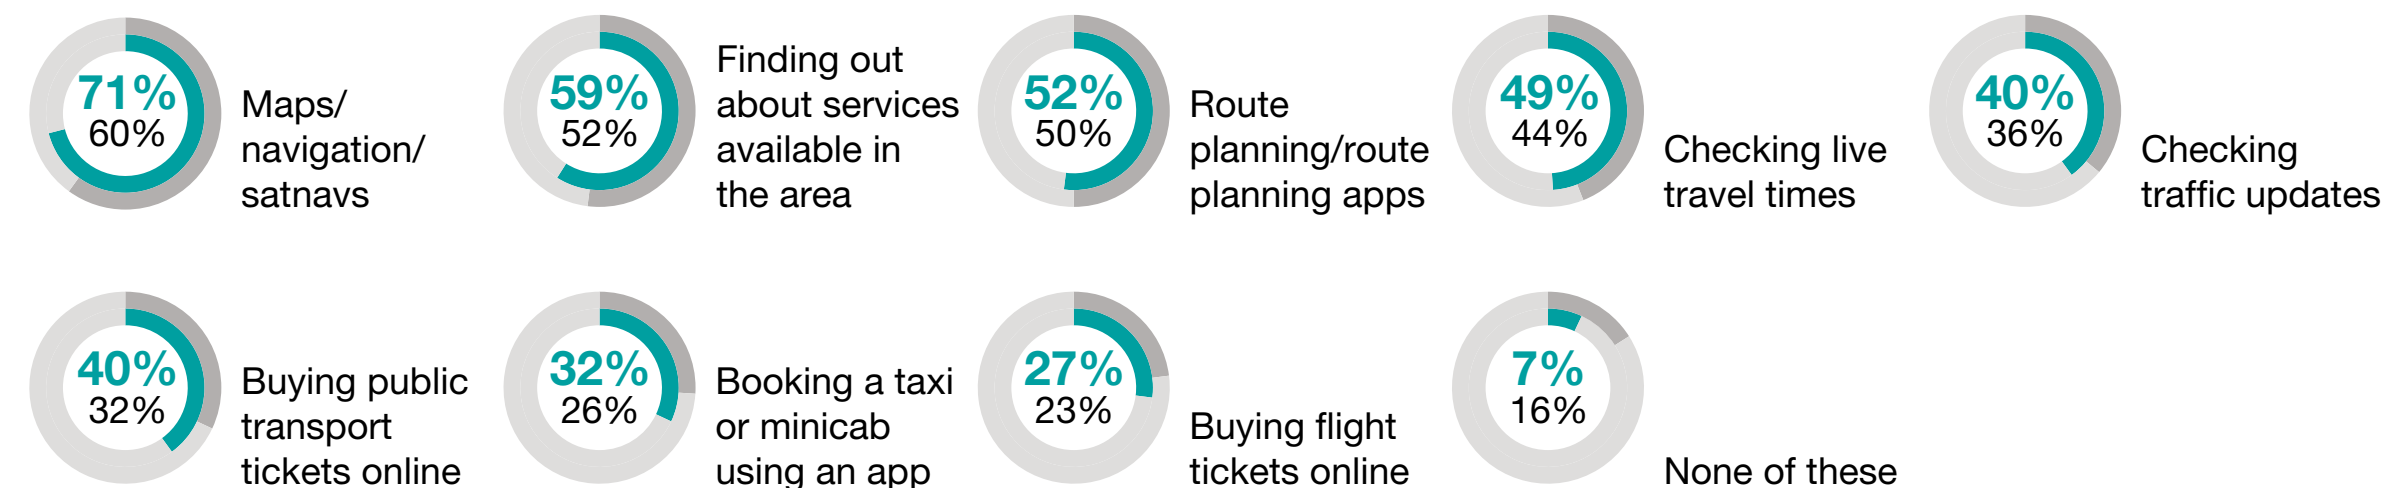 71%
60%
Maps/
navigation/
satnavs
59%
52%
Finding out
about services
available in
the area
52%
50%
Route
planning/route
planning apps
49%
44%
Checking live
travel times
40%
36%
Checking
traffic updates
40%
32%
Buying public
transport
tickets online
32%
26%
Booking a taxi
or minicab
using an app
27%
23%
Buying flight
tickets online
7%
16%
None of these